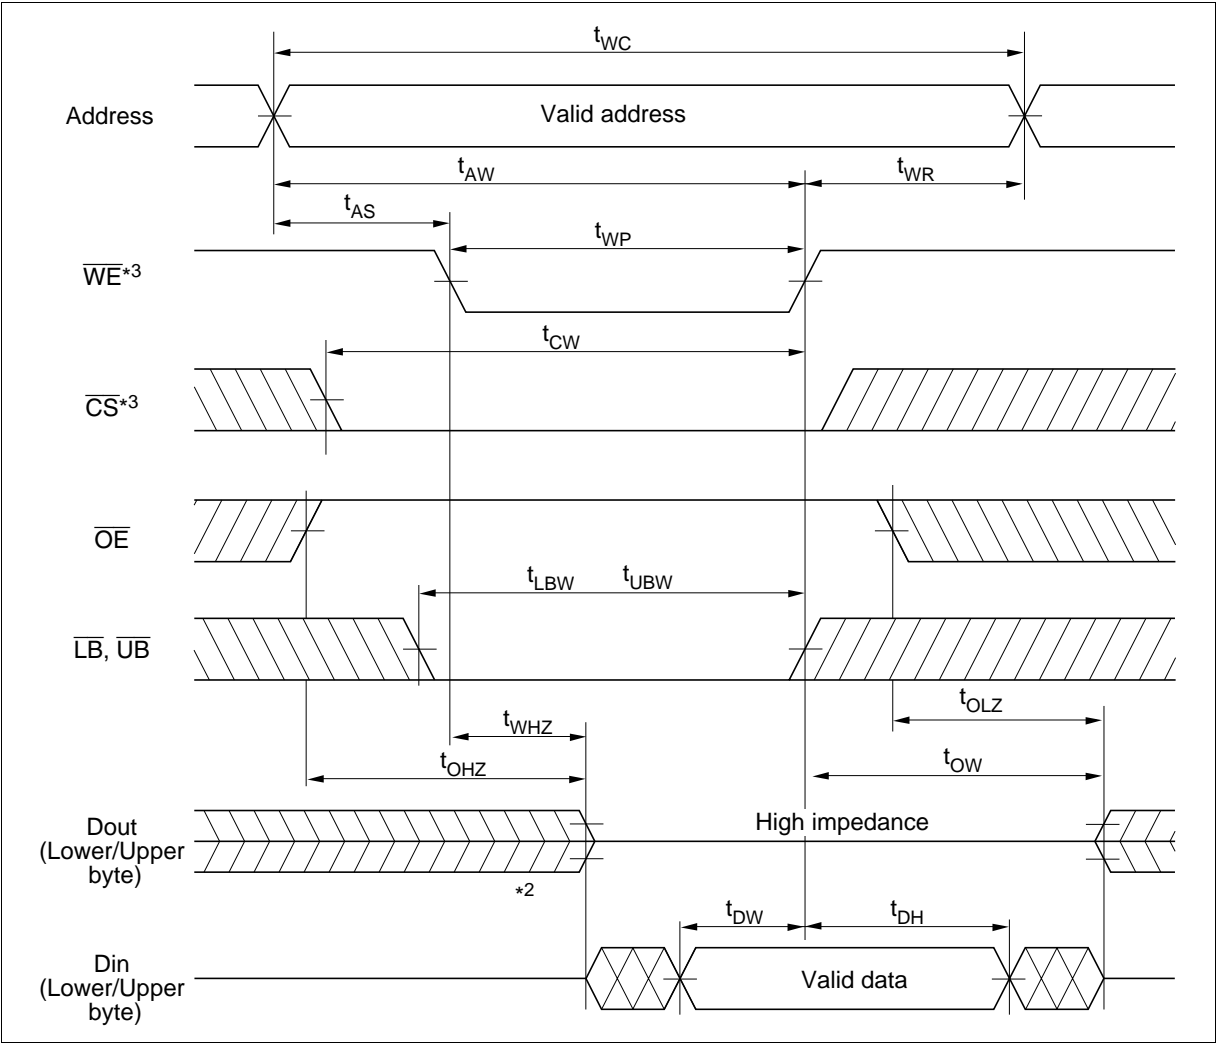 tWC
Address
Valid address
tAW
tWR
tAS
tWP
WE*3
tCW
CS*3
OE
tLBW tUBW
LB, UB
tOLZ
tWHZ
tOW
tOHZ
High impedance
Dout
(Lower/Upper
byte)
*2
tDW
tDH
Din
(Lower/Upper
byte)
Valid data